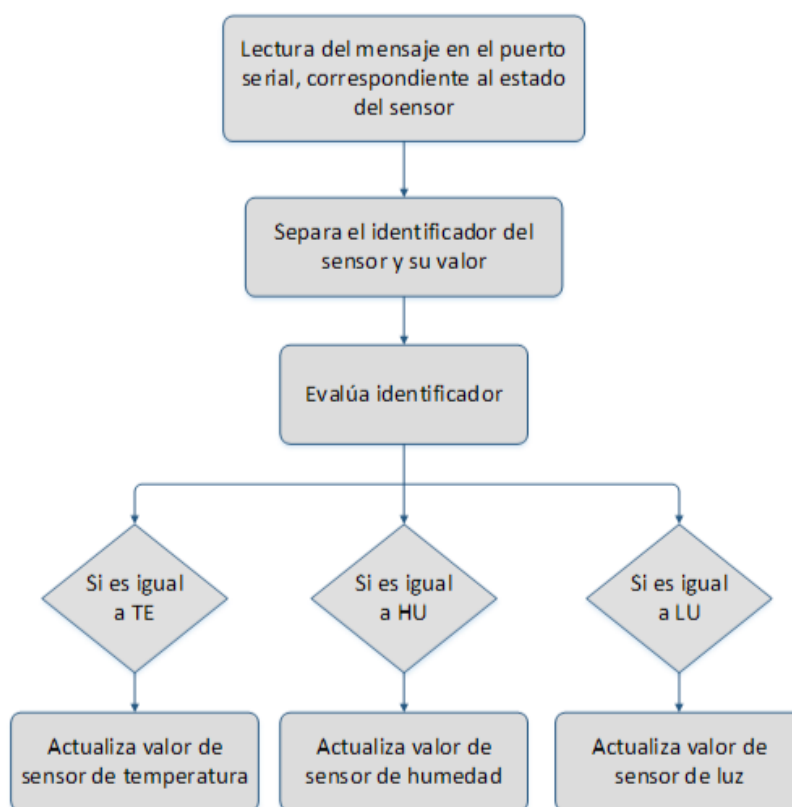 Lectura del mensaje en el puerto
serial, correspondiente al estado
del sensor
Separa el identificador del
sensor y su valor
Evalúa identificador
Si es igual
a TE
Si es igual
a HU
Si es igual
a LU
Actualiza valor de
sensor de temperatura
Actualiza valor de
sensor de humedad
Actualiza valor de
sensor de luz